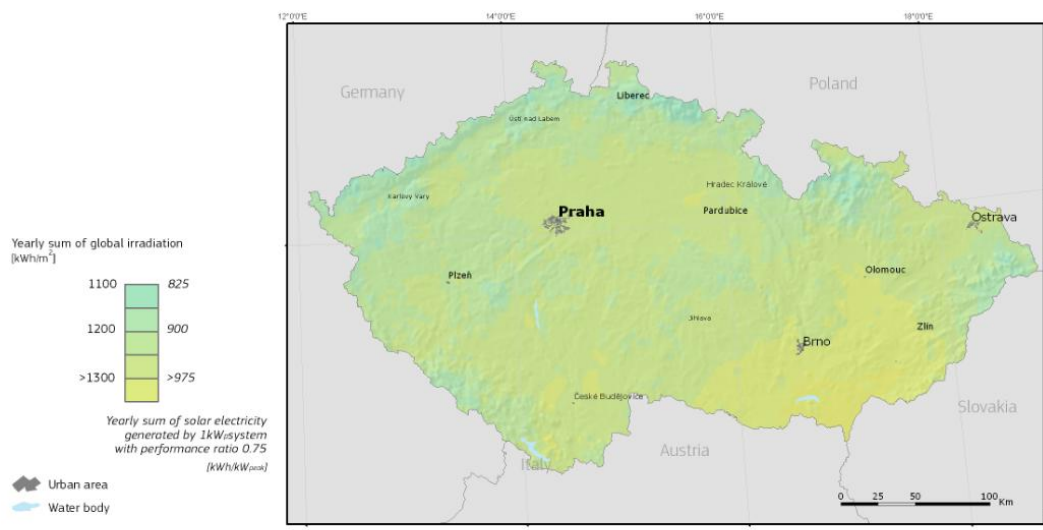 12°0'0"E 14°0'0"E 16°0'0"E 18°0'0"E
Germany
Poland
Liberec
Ústí nad Labem
Karlovy Vary
Hradec Králové
Praha
Pardubice
Ostrava
Plzeň
Olomouc
Jihlava
Zlín
Brno
České Budějovice
Slovakia
Austria
Italy
0 25 50 100
Km
Yearly sum of global irradiation
[kWh/m²]
1100 825
1200 900
>1300 >975
Yearly sum of solar electricity
generated by 1kWp system
with performance ratio 0.75
[kWh/kWpeak]
Urban area
Water body